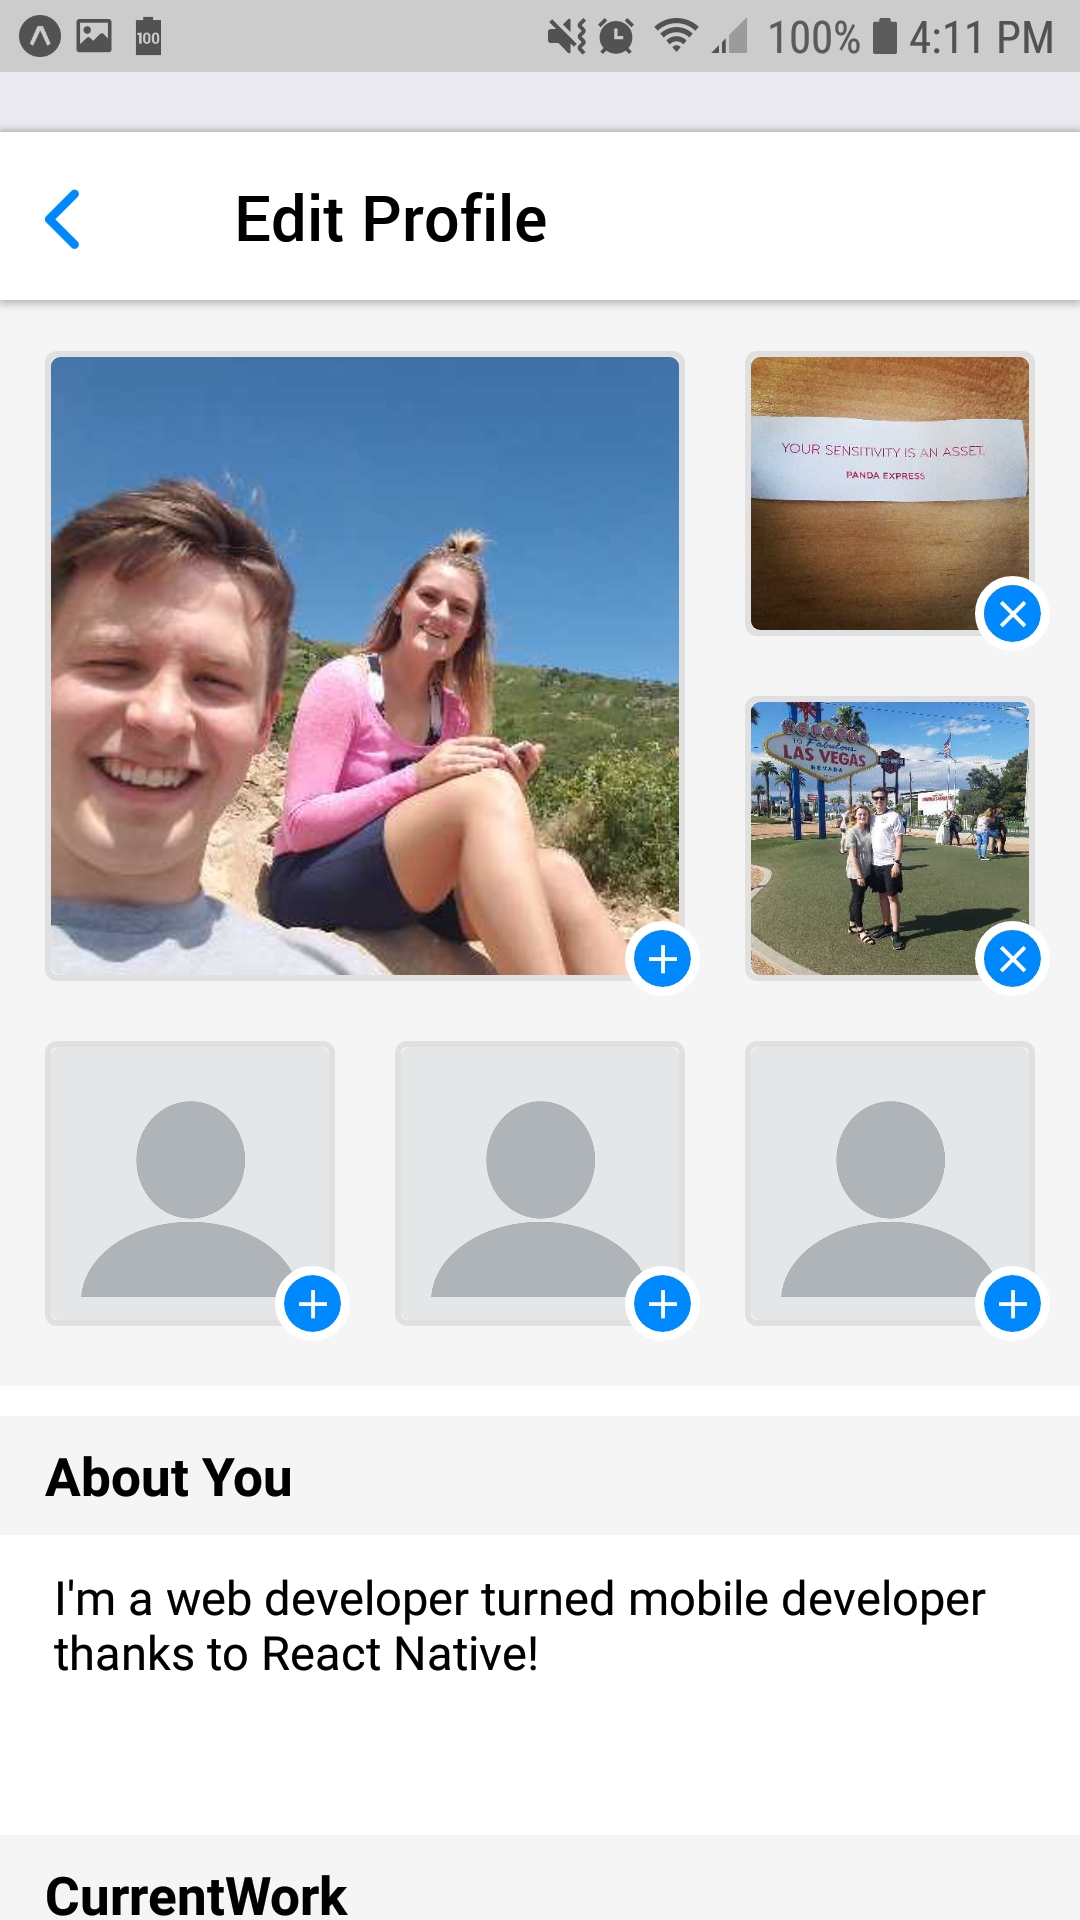 100
100% 4:11 PM
Edit Profile
YOUR SENSITIVITY IS AN ASSET.
PANDA EXPRESS
WELCOME
TO Fabulous
LAS VEGAS
NEVADA
About You
I'm a web developer turned mobile developer
thanks to React Native!
CurrentWork